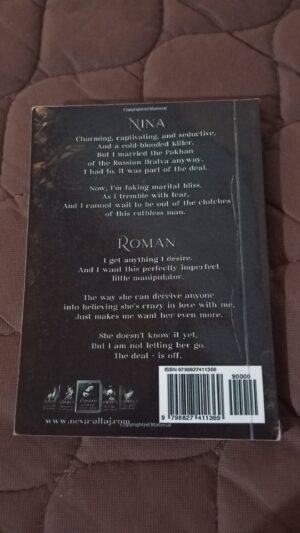 Copyrighted Material
NINA
Charming, captivating, and seductive,
And a cold-blooded killer.
But I married the Pakhan
of the Russian Bratva anyway.
I had to. It was part of the deal.
Now, I'm faking marital bliss,
As I tremble with fear,
And I cannot wait to be out of the clutches
of this ruthless man.
ROMAN
I get anything I desire.
And I want this perfectly imperfect
little manipulator.
The way she can deceive anyone
into believing she's crazy in love with me,
Just makes me want her even more.
She doesn't know it yet,
But I am not letting her go.
The deal - is off.
ISBN 9798827411369
90000
9 798827 411369
www.neva-altaj.com
Copyrighted Material